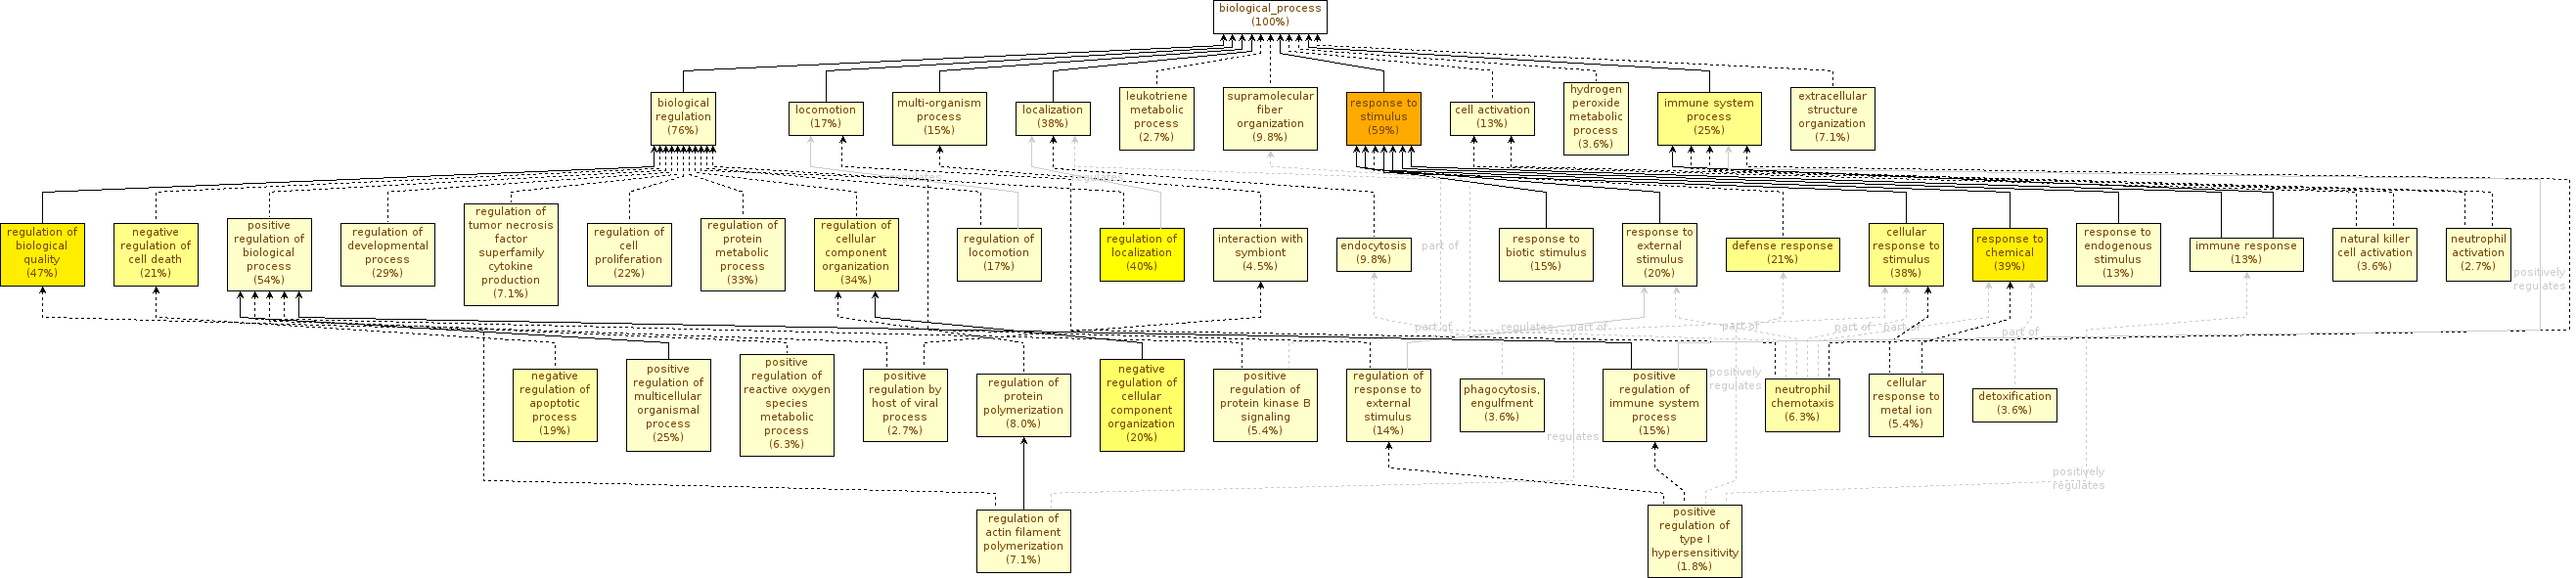 biological_process
(100%)
biological
regulation
(76%)
locomotion
(17%)
multi-organism
process
(15%)
localization
(38%)
leukotriene
metabolic
process
(2.7%)
supramolecular
fiber
organization
(9.8%)
response to
stimulus
(59%)
cell activation
(13%)
hydrogen
peroxide
metabolic
process
(3.6%)
immune system
process
(25%)
extracellular
structure
organization
(7.1%)
regulates
regulates
regulation of
biological
quality
(47%)
negative
regulation of
cell death
(21%)
positive
regulation of
biological
process
(54%)
regulation of
developmental
process
(29%)
regulation of
tumor necrosis
factor
superfamily
cytokine
production
(7.1%)
regulation of
cell
proliferation
(22%)
regulation of
protein
metabolic
process
(33%)
regulation of
cellular
component
organization
(34%)
regulation of
locomotion
(17%)
regulation of
localization
(40%)
interaction with
symbiont
(4.5%)
endocytosis
(9.8%)
part of
response to
biotic stimulus
(15%)
response to
external
stimulus
(20%)
defense response
(21%)
cellular
response to
stimulus
(38%)
response to
chemical
(39%)
response to
endogenous
stimulus
(13%)
immune response
(13%)
natural killer
cell activation
(3.6%)
neutrophil
activation
(2.7%)
positively
regulates
part of
regulates
part of
part of
part of
part of
part of
negative
regulation of
apoptotic
process
(19%)
positive
regulation of
multicellular
organismal
process
(25%)
positive
regulation of
reactive oxygen
species
metabolic
process
(6.3%)
positive
regulation by
host of viral
process
(2.7%)
regulation of
protein
polymerization
(8.0%)
negative
regulation of
cellular
component
organization
(20%)
positive
regulation of
protein kinase B
signaling
(5.4%)
regulation of
response to
external
stimulus
(14%)
phagocytosis,
engulfment
(3.6%)
regulates
positive
regulation of
immune system
process
(15%)
positively
regulates
neutrophil
chemotaxis
(6.3%)
cellular
response to
metal ion
(5.4%)
detoxification
(3.6%)
positively
regulates
regulation of
actin filament
polymerization
(7.1%)
positive
regulation of
type I
hypersensitivity
(1.8%)